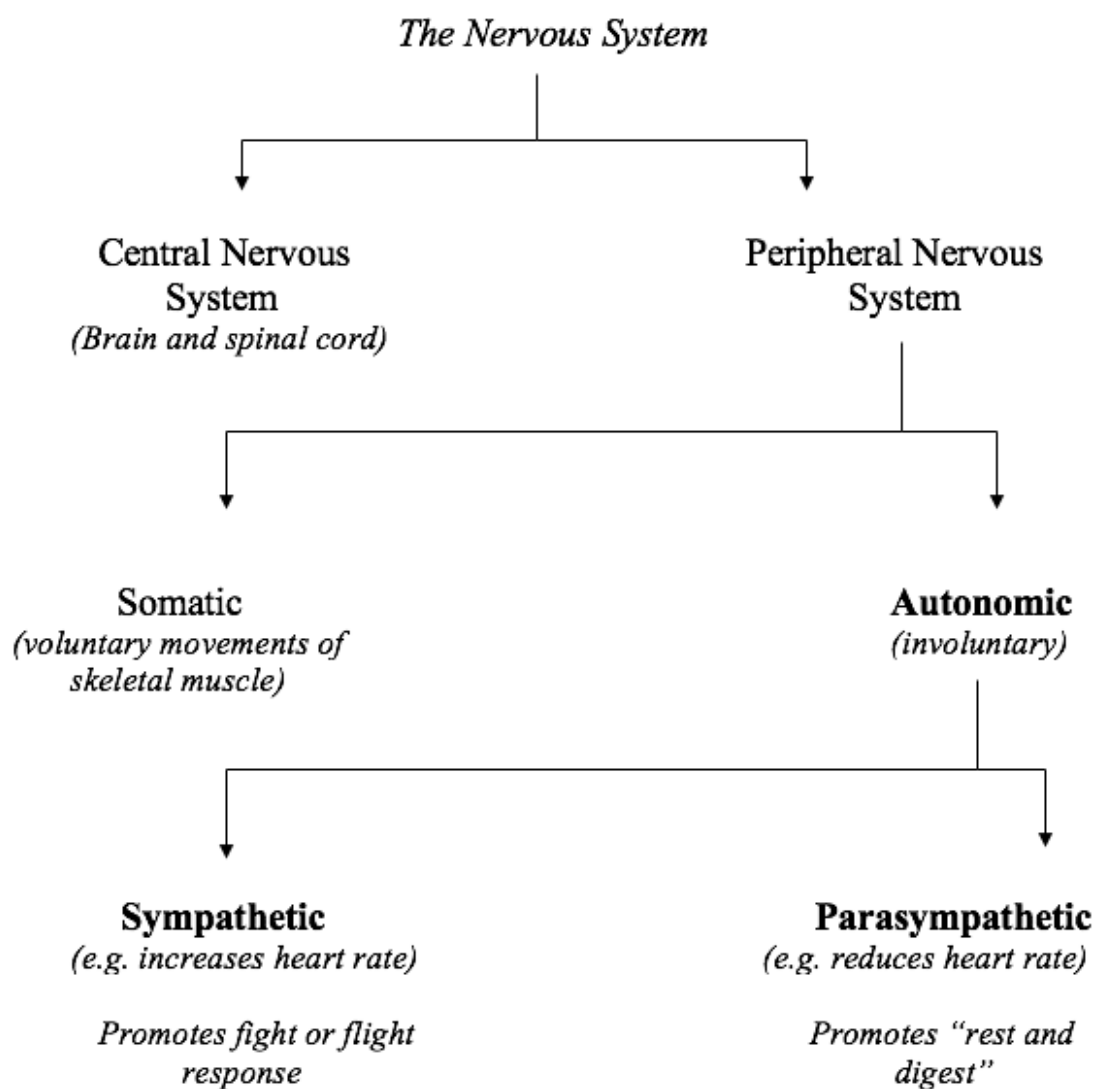 The Nervous System
Central Nervous
System
(Brain and spinal cord)
Peripheral Nervous
System
Somatic
(voluntary movements of
skeletal muscle)
Autonomic
(involuntary)
Sympathetic
(e.g. increases heart rate)
Promotes fight or flight
response
Parasympathetic
(e.g. reduces heart rate)
Promotes “rest and
digest”